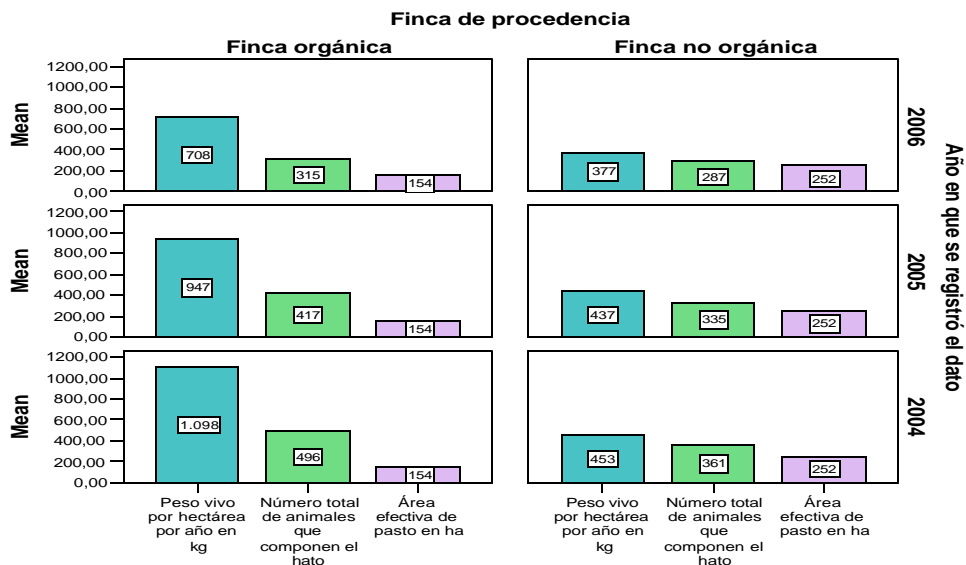 Finca de procedencia
Finca orgánica
Finca no orgánica
Mean
1200,00
1000,00
800,00
600,00
400,00
200,00
0,00
708
315
154
377
287
252
2006
Mean
1200,00
1000,00
800,00
600,00
400,00
200,00
0,00
947
417
154
437
335
252
2005
Mean
1200,00
1000,00
800,00
600,00
400,00
200,00
0,00
1.098
496
154
453
361
252
2004
Año en que se registró el dato
Peso vivo
por hectárea
por año en
kg
Número total
de animales
que
componen el
hato
Área
efectiva de
pasto en ha
Peso vivo
por hectárea
por año en
kg
Número total
de animales
que
componen el
hato
Área
efectiva de
pasto en ha